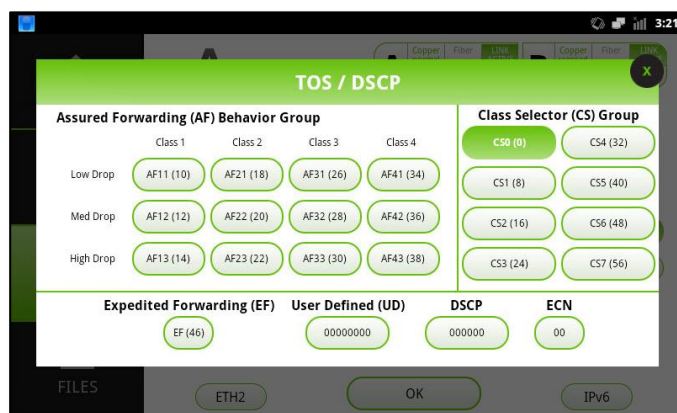 3:21
Copper Fiber LINK
Copper Fiber LINK
TOS / DSCP
X
Assured Forwarding (AF) Behavior Group
Class 1 Class 2 Class 3 Class 4
Low Drop AF11 (10) AF21 (18) AF31 (26) AF41 (34)
Med Drop AF12 (12) AF22 (20) AF32 (28) AF42 (36)
High Drop AF13 (14) AF23 (22) AF33 (30) AF43 (38)
Class Selector (CS) Group
CS0 (0) CS4 (32)
CS1 (8) CS5 (40)
CS2 (16) CS6 (48)
CS3 (24) CS7 (56)
Expedited Forwarding (EF) User Defined (UD) DSCP ECN
EF (46) 00000000 000000 00
FILES ETH2 OK IPv6